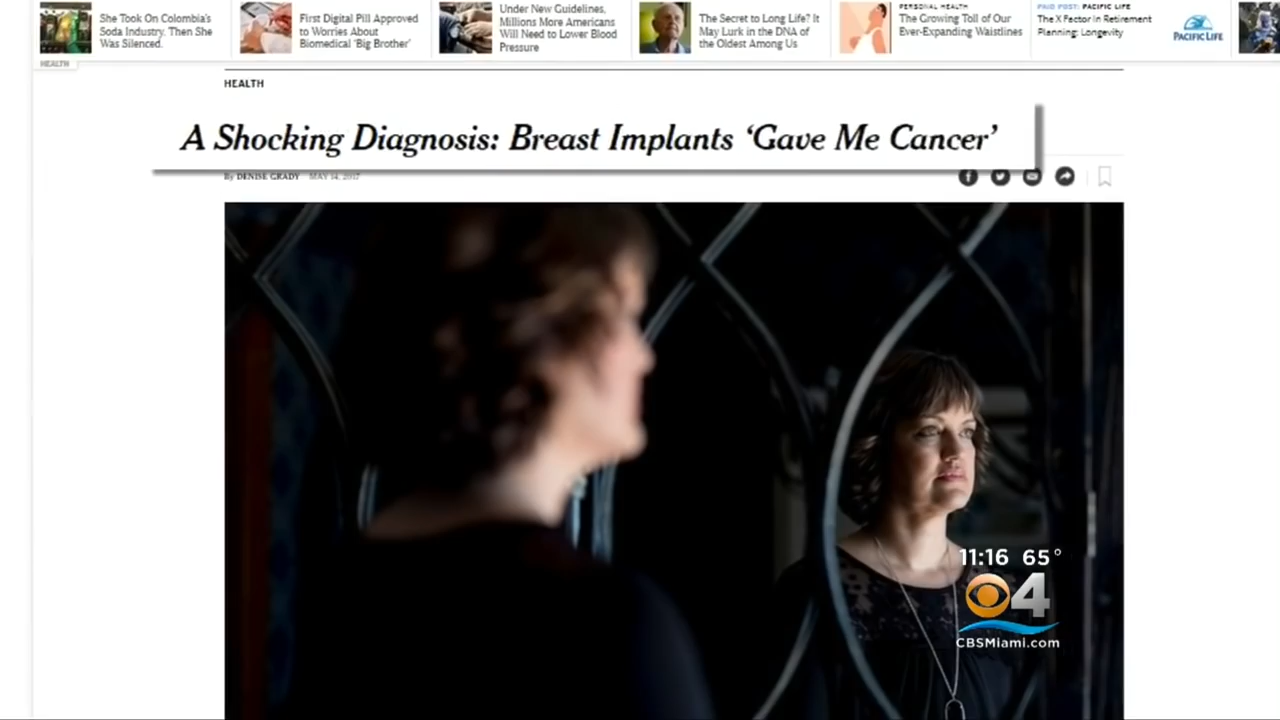 She Took On Colombia's
Soda Industry. Then She
Was Silenced.
First Digital Pill Approved
to Worries About
Biomedical 'Big Brother'
Under New Guidelines,
Millions More Americans
Will Need to Lower Blood
Pressure
The Secret to Long Life? It
May Lurk in the DNA of
the Oldest Among Us
PERSONAL HEALTH
The Growing Toll of Our
Ever-Expanding Waistlines
PAID POST: PACIFIC LIFE
The X Factor in Retirement
Planning: Longevity
PACIFIC LIFE
HEALTH
HEALTH
A Shocking Diagnosis: Breast Implants ‘Gave Me Cancer’
By DENISE GRADY MAY 14, 2017
11:16 65°
4
CBSMiami.com